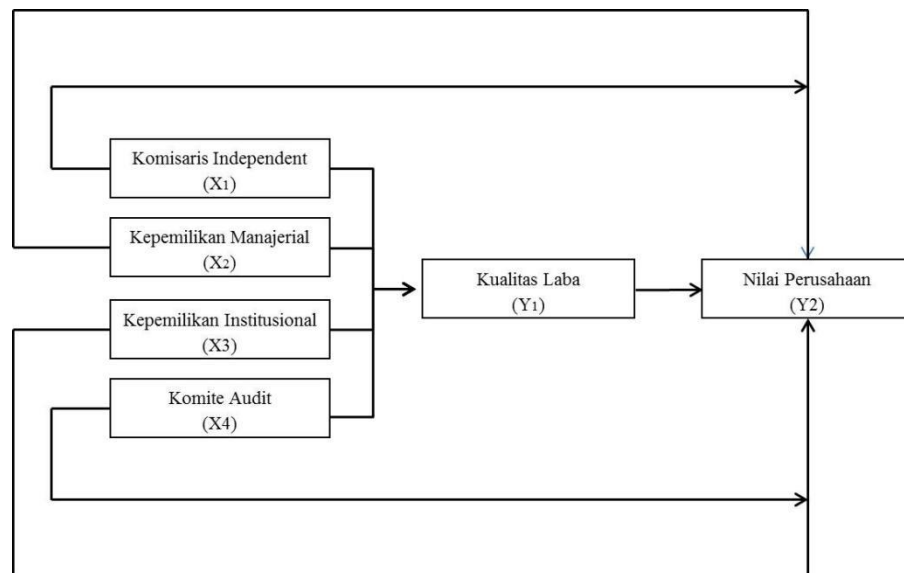 Komisaris Independent
(X1)
Kepemilikan Manajerial
(X2)
Kepemilikan Institusional
(X3)
Komite Audit
(X4)
Kualitas Laba
(Y1)
Nilai Perusahaan
(Y2)